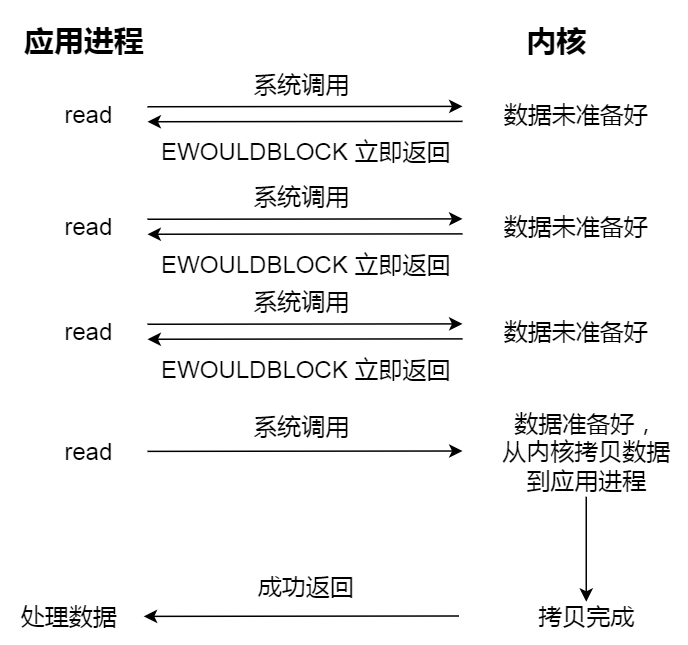 应用进程
内核
系统调用
read
数据未准备好
EWOULDBLOCK 立即返回
系统调用
read
数据未准备好
EWOULDBLOCK 立即返回
系统调用
read
数据未准备好
EWOULDBLOCK 立即返回
系统调用
read
数据准备好，
从内核拷贝数据
到应用进程
成功返回
处理数据
拷贝完成